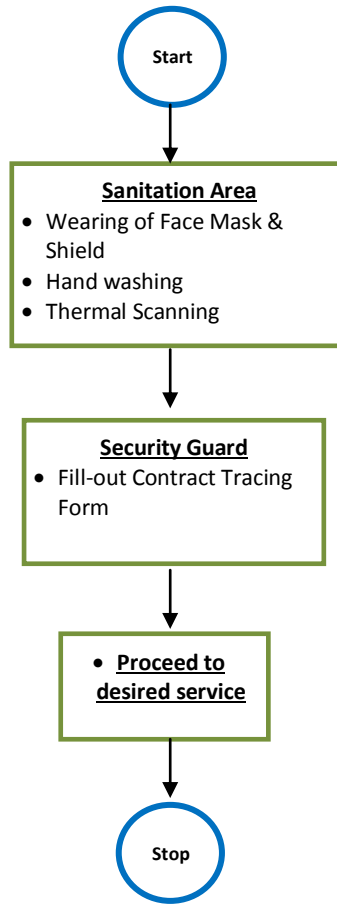 Start
Sanitation Area
• Wearing of Face Mask &
Shield
• Hand washing
• Thermal Scanning
Security Guard
• Fill-out Contract Tracing
Form
• Proceed to
desired service
Stop